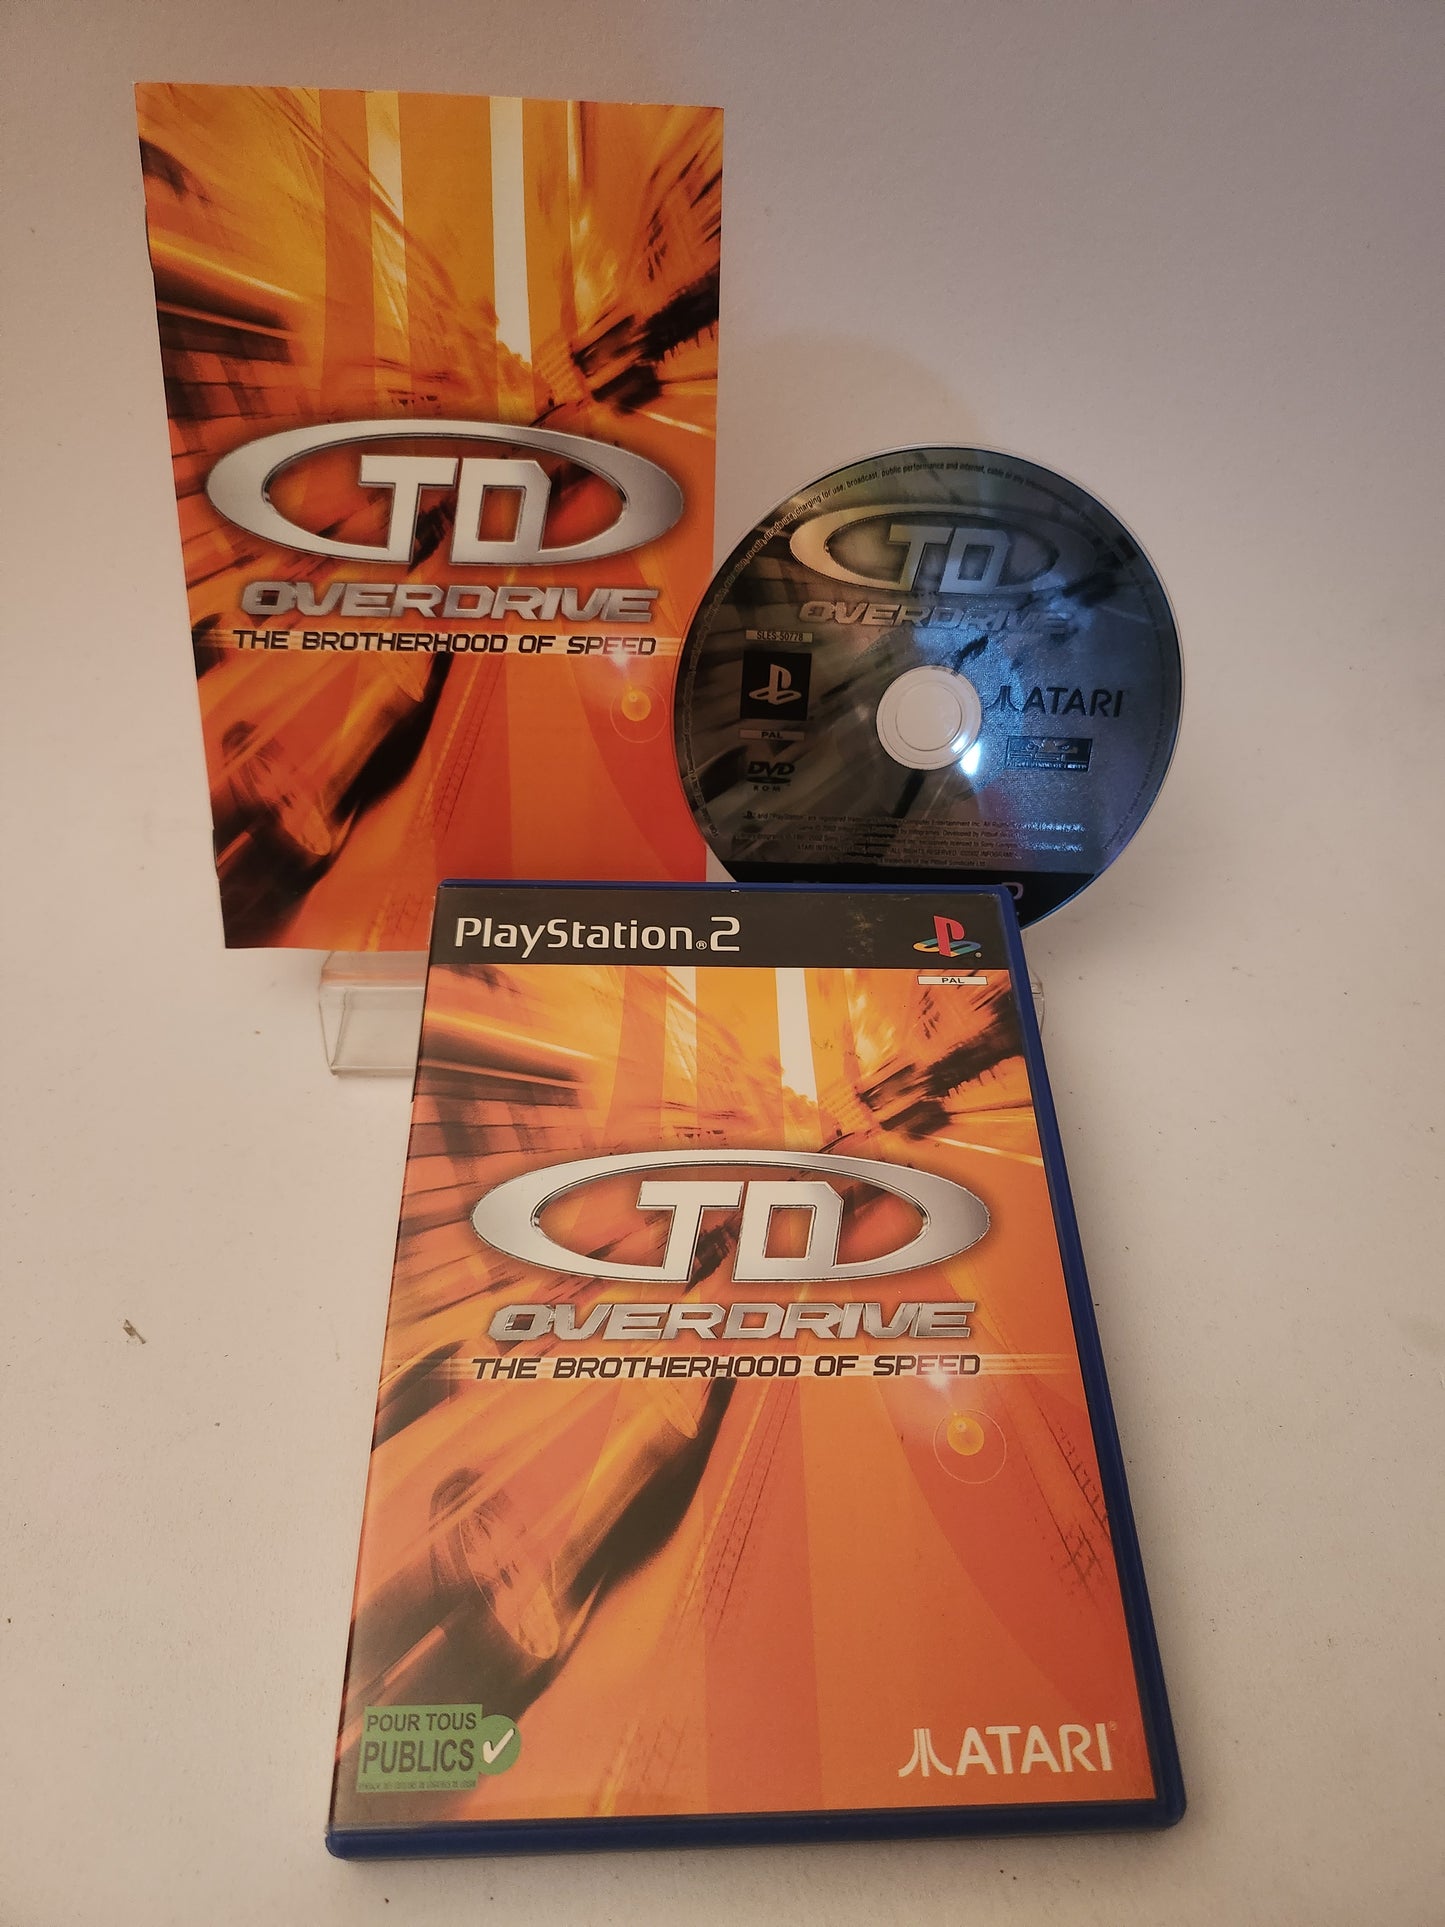 TD
OVERDRIVE
THE BROTHERHOOD OF SPEED
TD
OVERDRIVE
SLES-50778
PAL
DVD
ROM
ATARI
PlayStation®2
PAL
TD
OVERDRIVE
THE BROTHERHOOD OF SPEED
POUR TOUS
PUBLICS
ATARI®